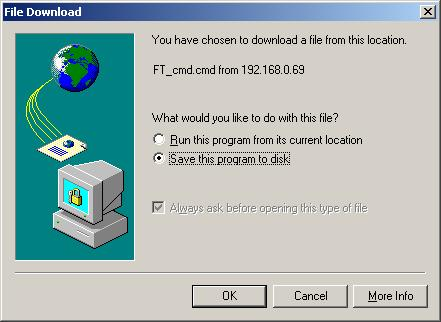 File Download
You have chosen to download a file from this location.
FT_cmd.cmd from 192.168.0.69
What would you like to do with this file?
Run this program from its current location
Save this program to disk
Always ask before opening this type of file
OK
Cancel
More Info